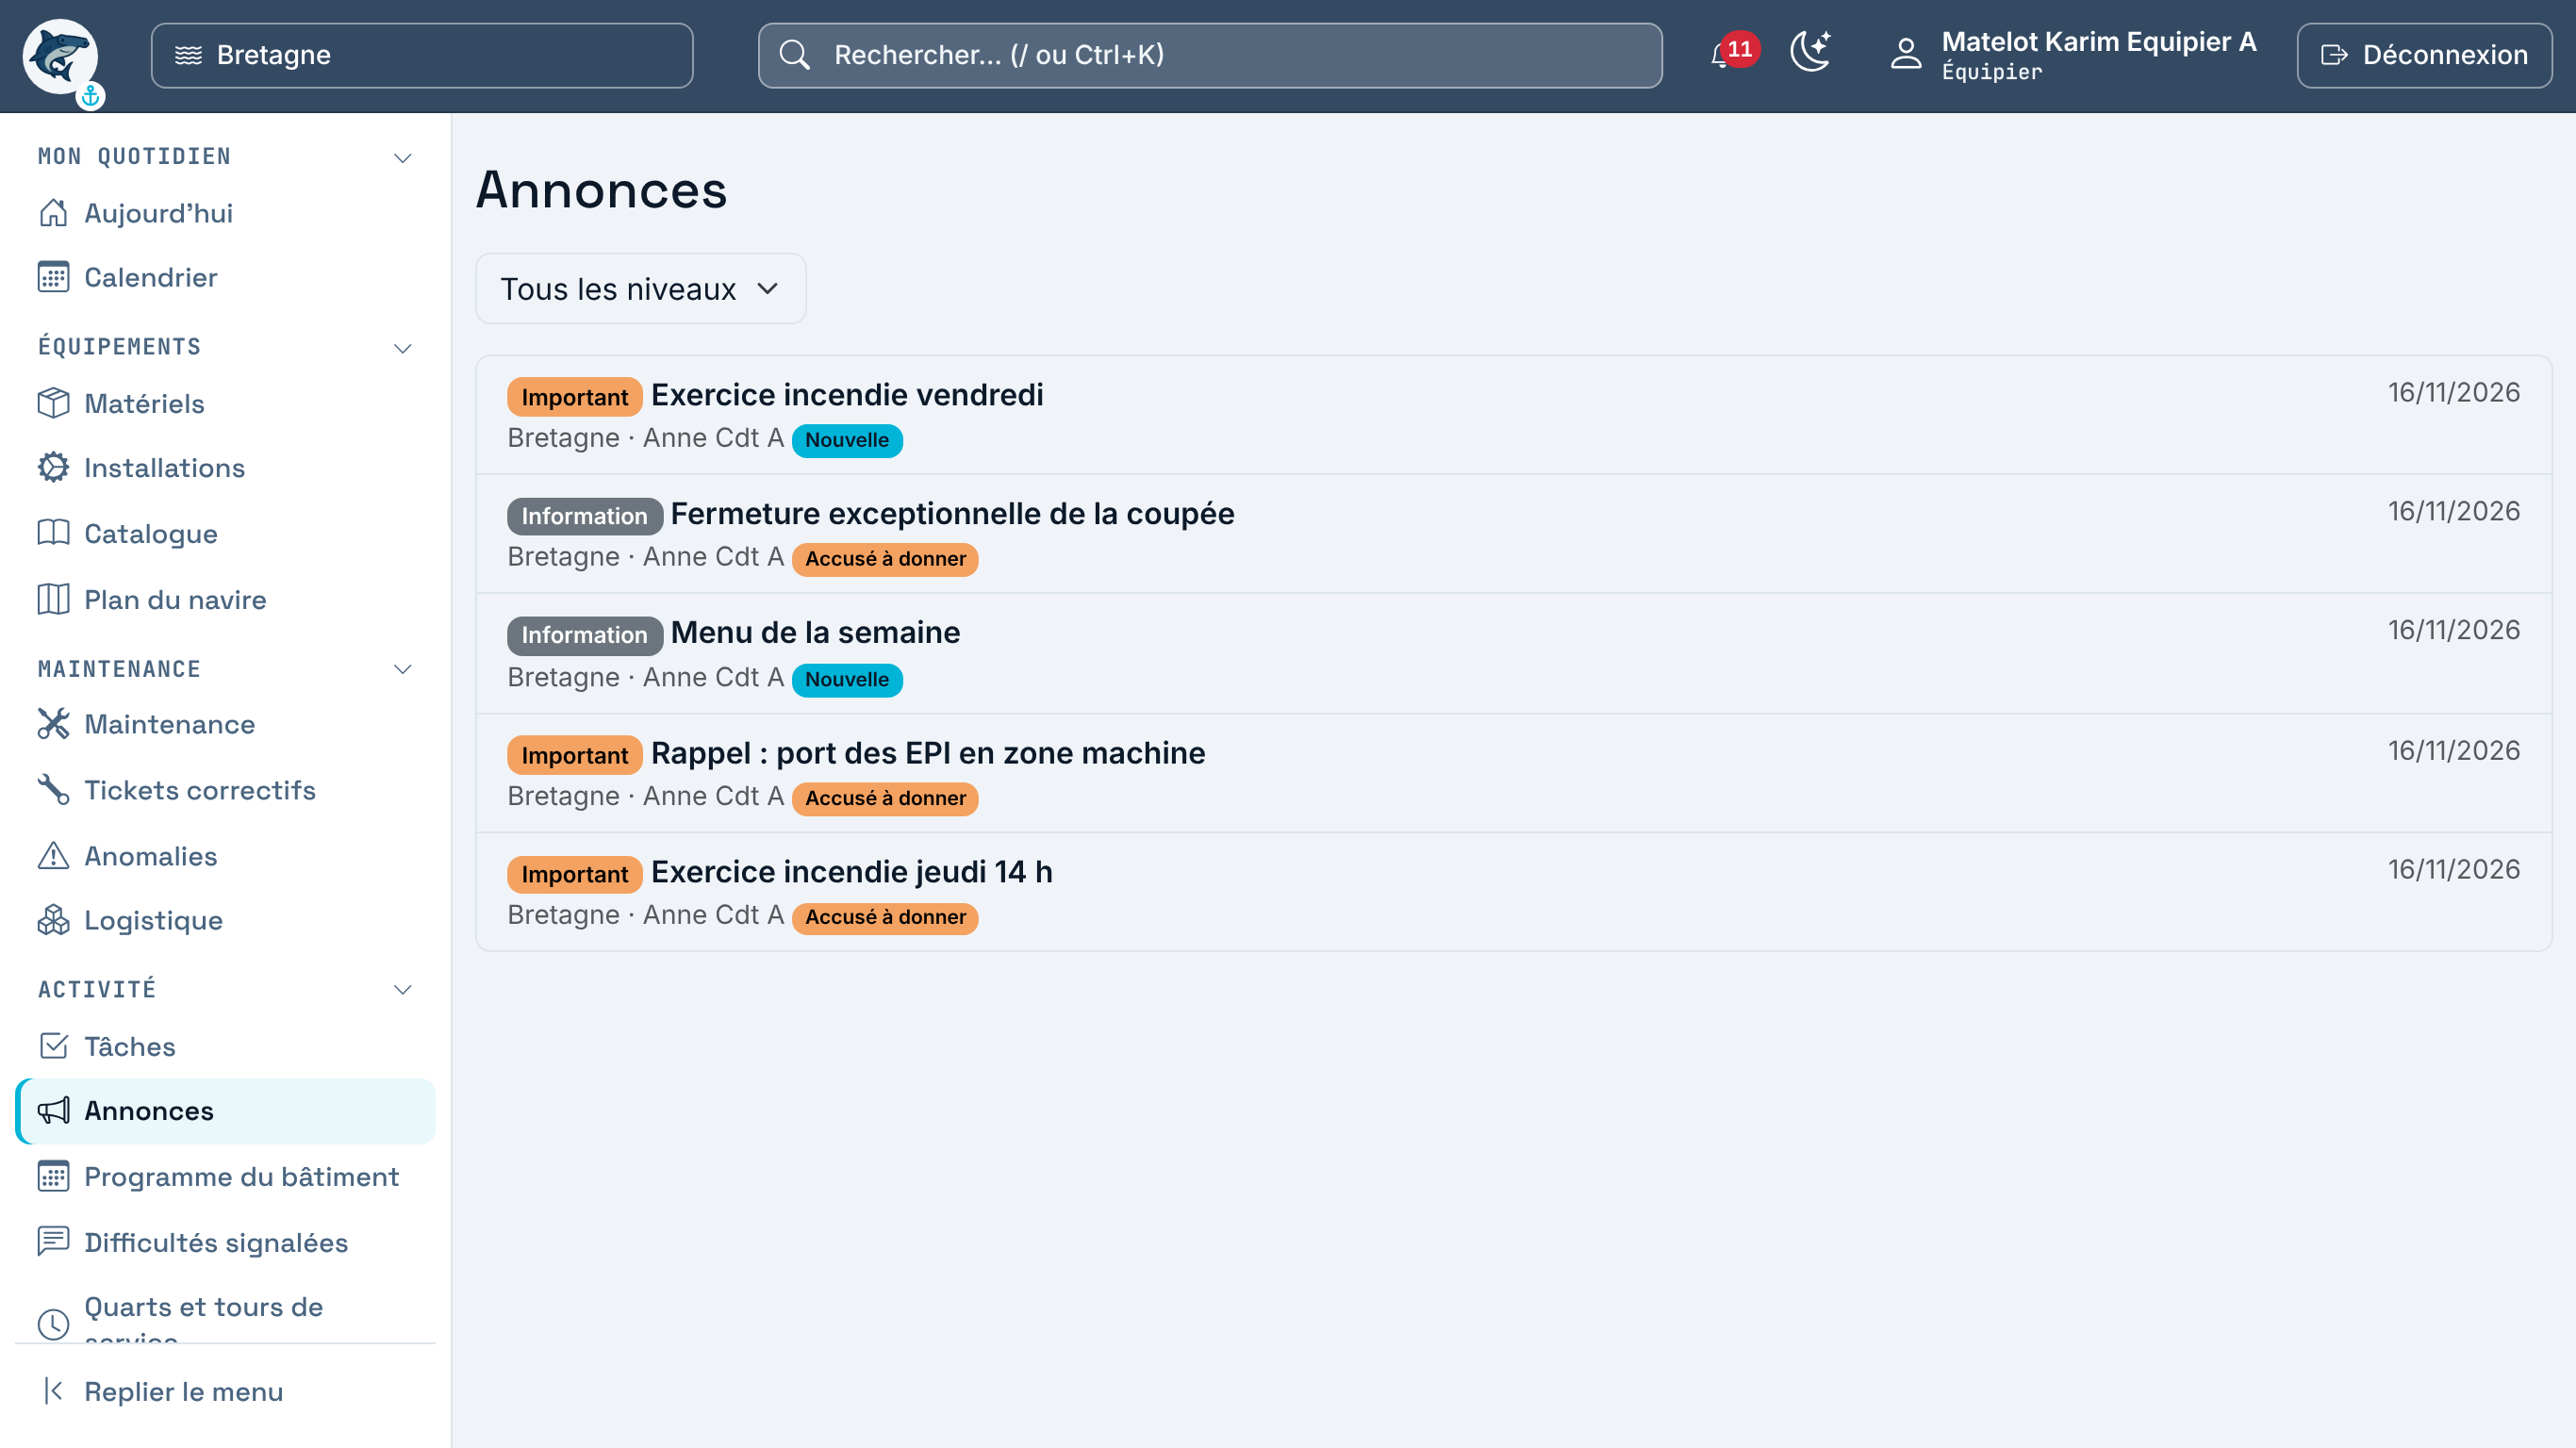 Bretagne
Rechercher... (/ ou Ctrl+K)
11
Matelot Karim Equipier A
Équipier
Déconnexion
MON QUOTIDIEN
Aujourd'hui
Calendrier
ÉQUIPEMENTS
Matériels
Installations
Catalogue
Plan du navire
MAINTENANCE
Maintenance
Tickets correctifs
Anomalies
Logistique
ACTIVITÉ
Tâches
Annonces
Programme du bâtiment
Difficultés signalées
Quarts et tours de
service
Replier le menu
Annonces
Tous les niveaux
Important Exercice incendie vendredi 16/11/2026
Bretagne · Anne Cdt A Nouvelle
Information Fermeture exceptionnelle de la coupée 16/11/2026
Bretagne · Anne Cdt A Accusé à donner
Information Menu de la semaine 16/11/2026
Bretagne · Anne Cdt A Nouvelle
Important Rappel : port des EPI en zone machine 16/11/2026
Bretagne · Anne Cdt A Accusé à donner
Important Exercice incendie jeudi 14 h 16/11/2026
Bretagne · Anne Cdt A Accusé à donner